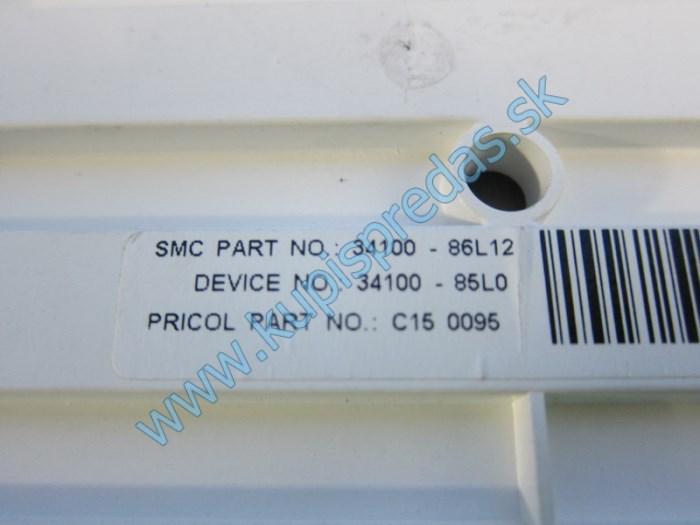 SMC PART NO.: 34100 - 86L12
DEVICE NO.: 34100 - 85L0
PRICOL PART NO.: C15 0095
www.kupispredas.sk